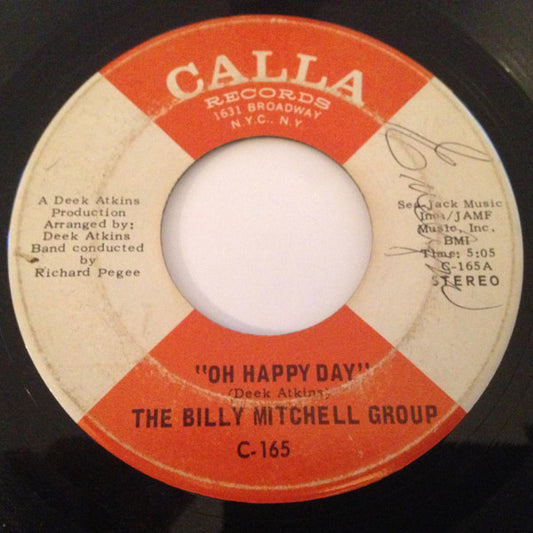 CALLA
RECORDS
1631 BROADWAY
N.Y.C., N.Y
A Deek Atkins
Production
Arranged by:
Deek Atkins
Band conducted
by
Richard Pegee
Sea-Jack Music
Inc./JAMF
Music, Inc.
BMI
Time: 5:05
C-165A
STEREO
"OH HAPPY DAY"
(Deek Atkins)
THE BILLY MITCHELL GROUP
C-165